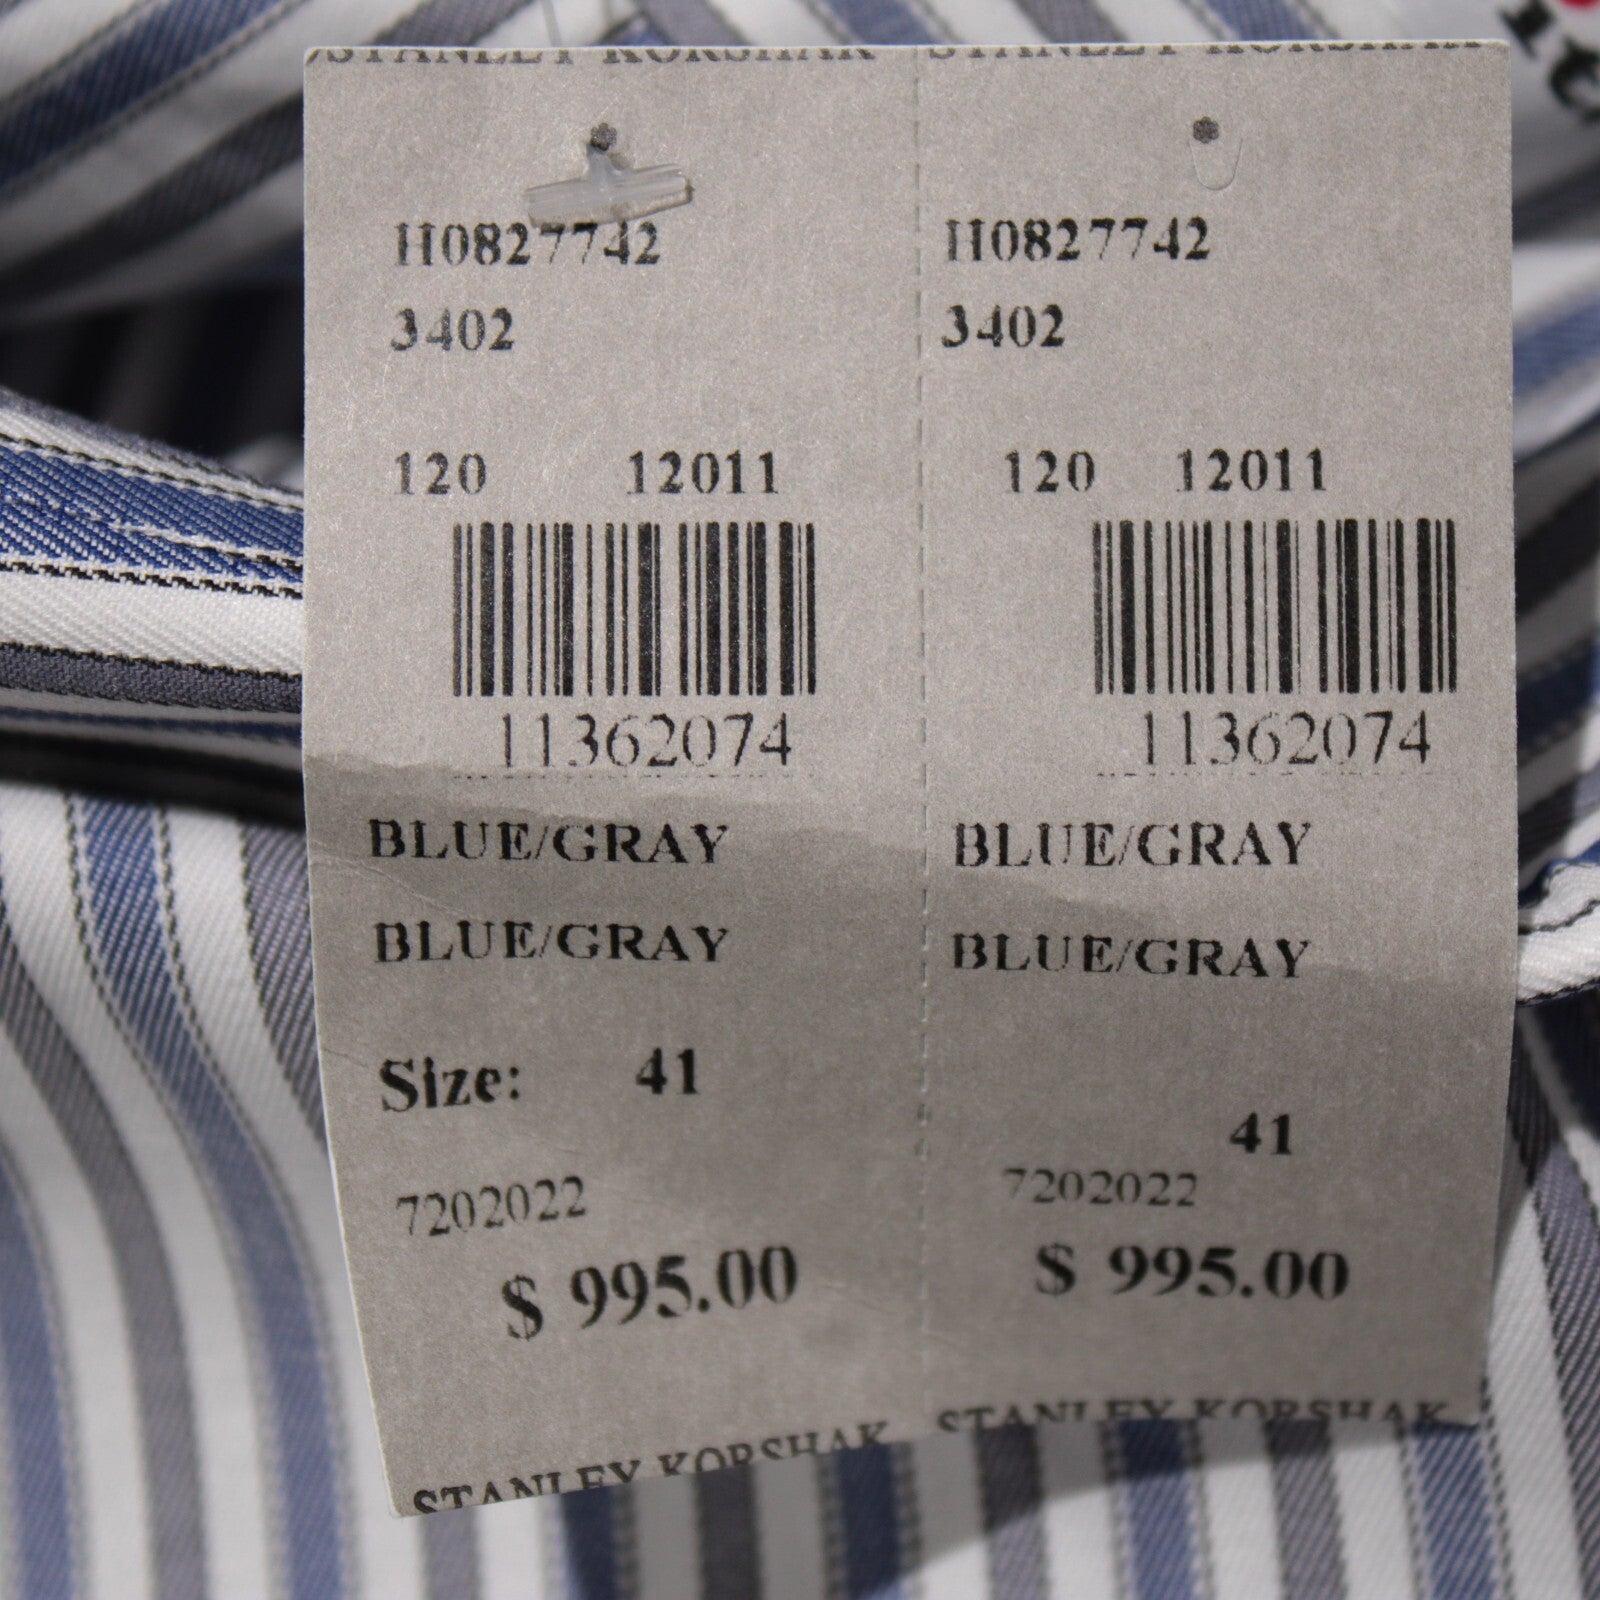 STANLEY KORSHAK
H0827742
3402
120 12011
11362074
BLUE/GRAY
BLUE/GRAY
Size: 41
7202022
$ 995.00
STANLEY KORSHAK
STANLEY KORSHAK
H0827742
3402
120 12011
11362074
BLUE/GRAY
BLUE/GRAY
41
7202022
$ 995.00
STANLEY KORSHAK